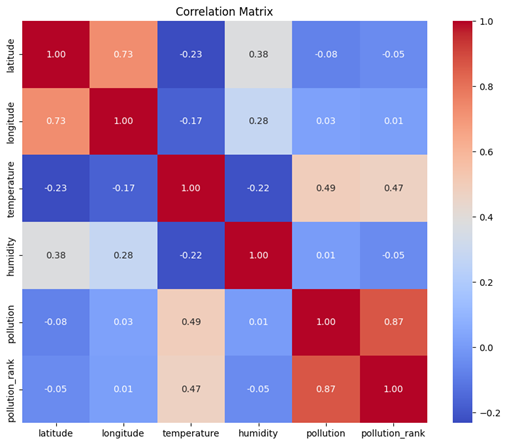 Correlation Matrix
latitude 1.00 0.73 -0.23 0.38 -0.08 -0.05
longitude 0.73 1.00 -0.17 0.28 0.03 0.01
temperature -0.23 -0.17 1.00 -0.22 0.49 0.47
humidity 0.38 0.28 -0.22 1.00 0.01 -0.05
pollution -0.08 0.03 0.49 0.01 1.00 0.87
pollution_rank -0.05 0.01 0.47 -0.05 0.87 1.00
latitude longitude temperature humidity pollution pollution_rank
1.0
0.8
0.6
0.4
0.2
0.0
−0.2